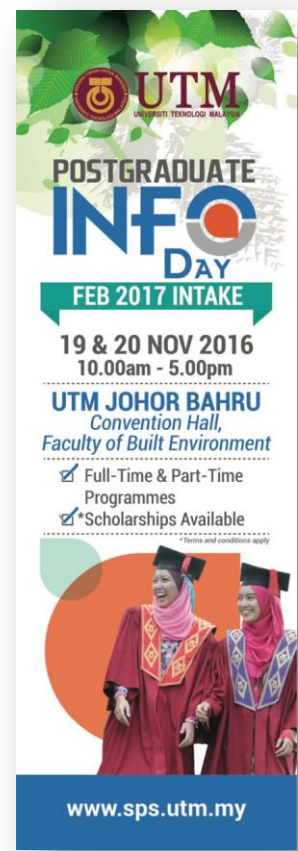 UTM
UNIVERSITI TEKNOLOGI MALAYSIA
POSTGRADUATE
INFO
DAY
FEB 2017 INTAKE
19 & 20 NOV 2016
10.00am - 5.00pm
UTM JOHOR BAHRU
Convention Hall,
Faculty of Built Environment
Full-Time & Part-Time
Programmes
*Scholarships Available
*Terms and conditions apply
www.sps.utm.my